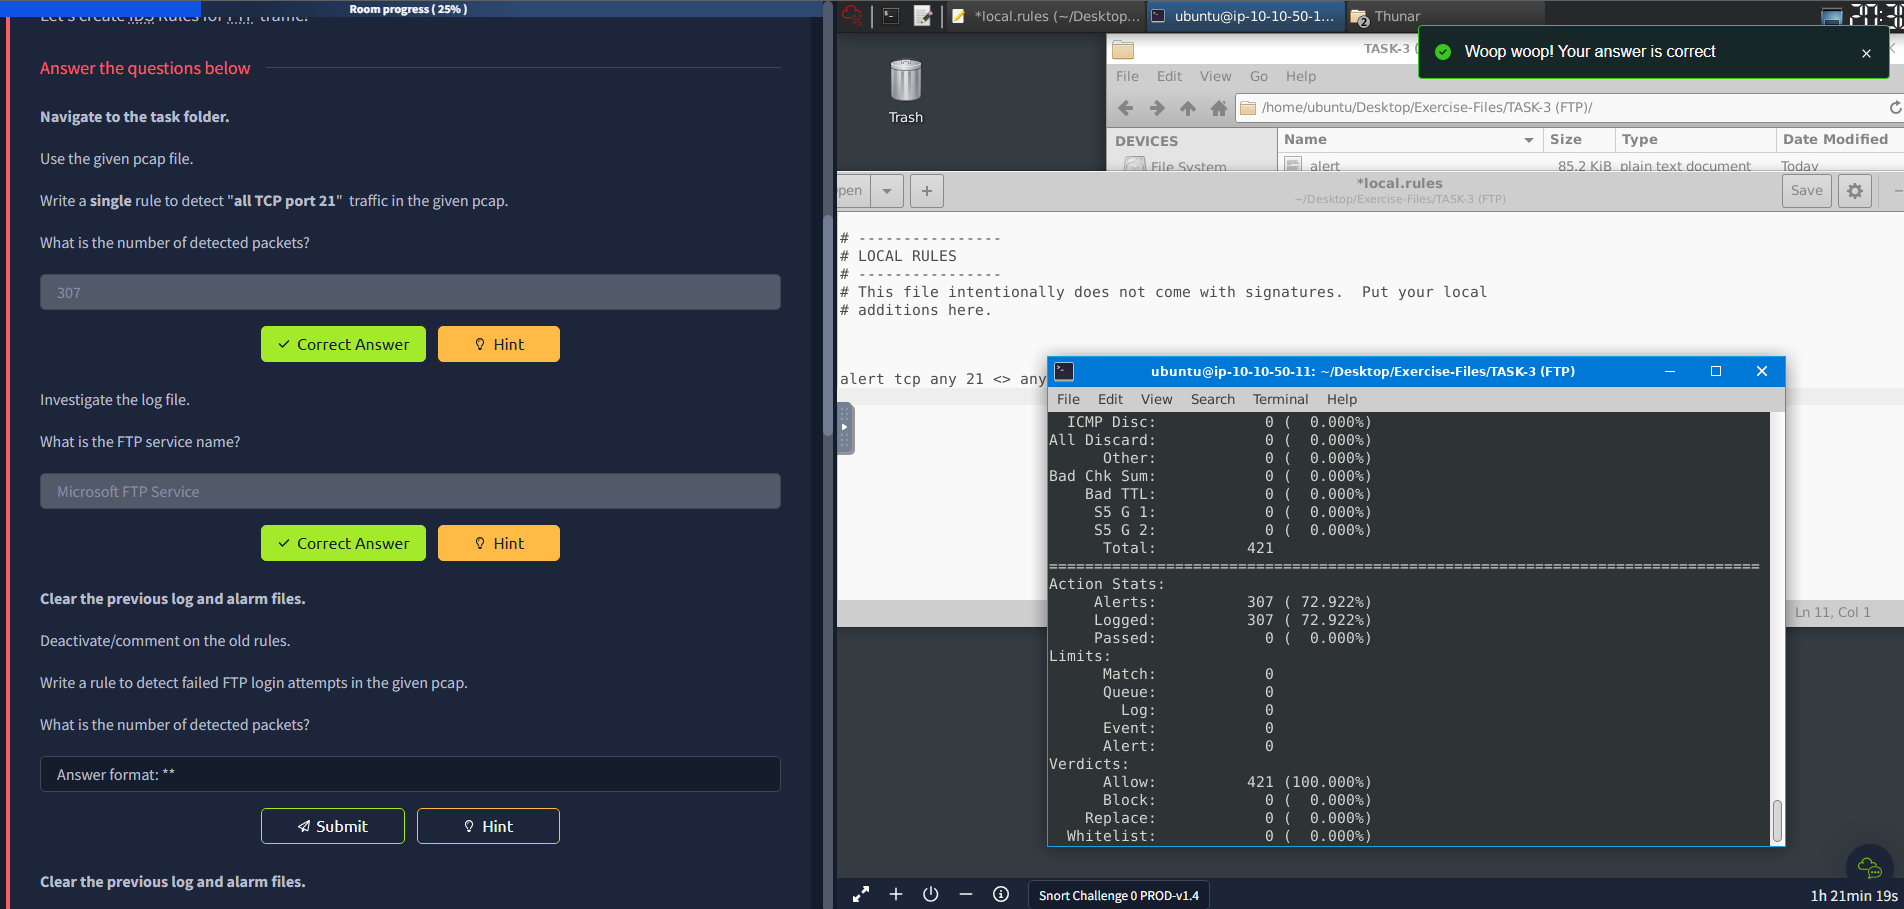 Room progress ( 25% )
Let's create IDS Rules for FTP traffic!
Answer the questions below
Navigate to the task folder.
Use the given pcap file.
Write a single rule to detect "all TCP port 21"  traffic in the given pcap.
What is the number of detected packets?
307
Correct Answer
Hint
Investigate the log file.
What is the FTP service name?
Microsoft FTP Service
Correct Answer
Hint
Clear the previous log and alarm files.
Deactivate/comment on the old rules.
Write a rule to detect failed FTP login attempts in the given pcap.
What is the number of detected packets?
Answer format: **
Submit
Hint
Clear the previous log and alarm files.
*local.rules (~/Desktop...
ubuntu@ip-10-10-50-1...
2
Thunar
Woop woop! Your answer is correct
Trash
TASK-3 (
File Edit View Go Help
/home/ubuntu/Desktop/Exercise-Files/TASK-3 (FTP)/
DEVICES
File System
Name Size Type Date Modified
alert 85.2 KiB plain text document Today
pen
*local.rules
~/Desktop/Exercise-Files/TASK-3 (FTP)
Save
# ----------------
# LOCAL RULES
# ----------------
# This file intentionally does not come with signatures.  Put your local
# additions here.
alert tcp any 21 <> any
Ln 11, Col 1
ubuntu@ip-10-10-50-11: ~/Desktop/Exercise-Files/TASK-3 (FTP)
File Edit View Search Terminal Help
ICMP Disc: 0 ( 0.000%)
All Discard: 0 ( 0.000%)
Other: 0 ( 0.000%)
Bad Chk Sum: 0 ( 0.000%)
Bad TTL: 0 ( 0.000%)
S5 G 1: 0 ( 0.000%)
S5 G 2: 0 ( 0.000%)
Total: 421
===============================================================================
Action Stats:
Alerts: 307 ( 72.922%)
Logged: 307 ( 72.922%)
Passed: 0 ( 0.000%)
Limits:
Match: 0
Queue: 0
Log: 0
Event: 0
Alert: 0
Verdicts:
Allow: 421 (100.000%)
Block: 0 ( 0.000%)
Replace: 0 ( 0.000%)
Whitelist: 0 ( 0.000%)
Snort Challenge 0 PROD-v1.4
1h 21min 19s